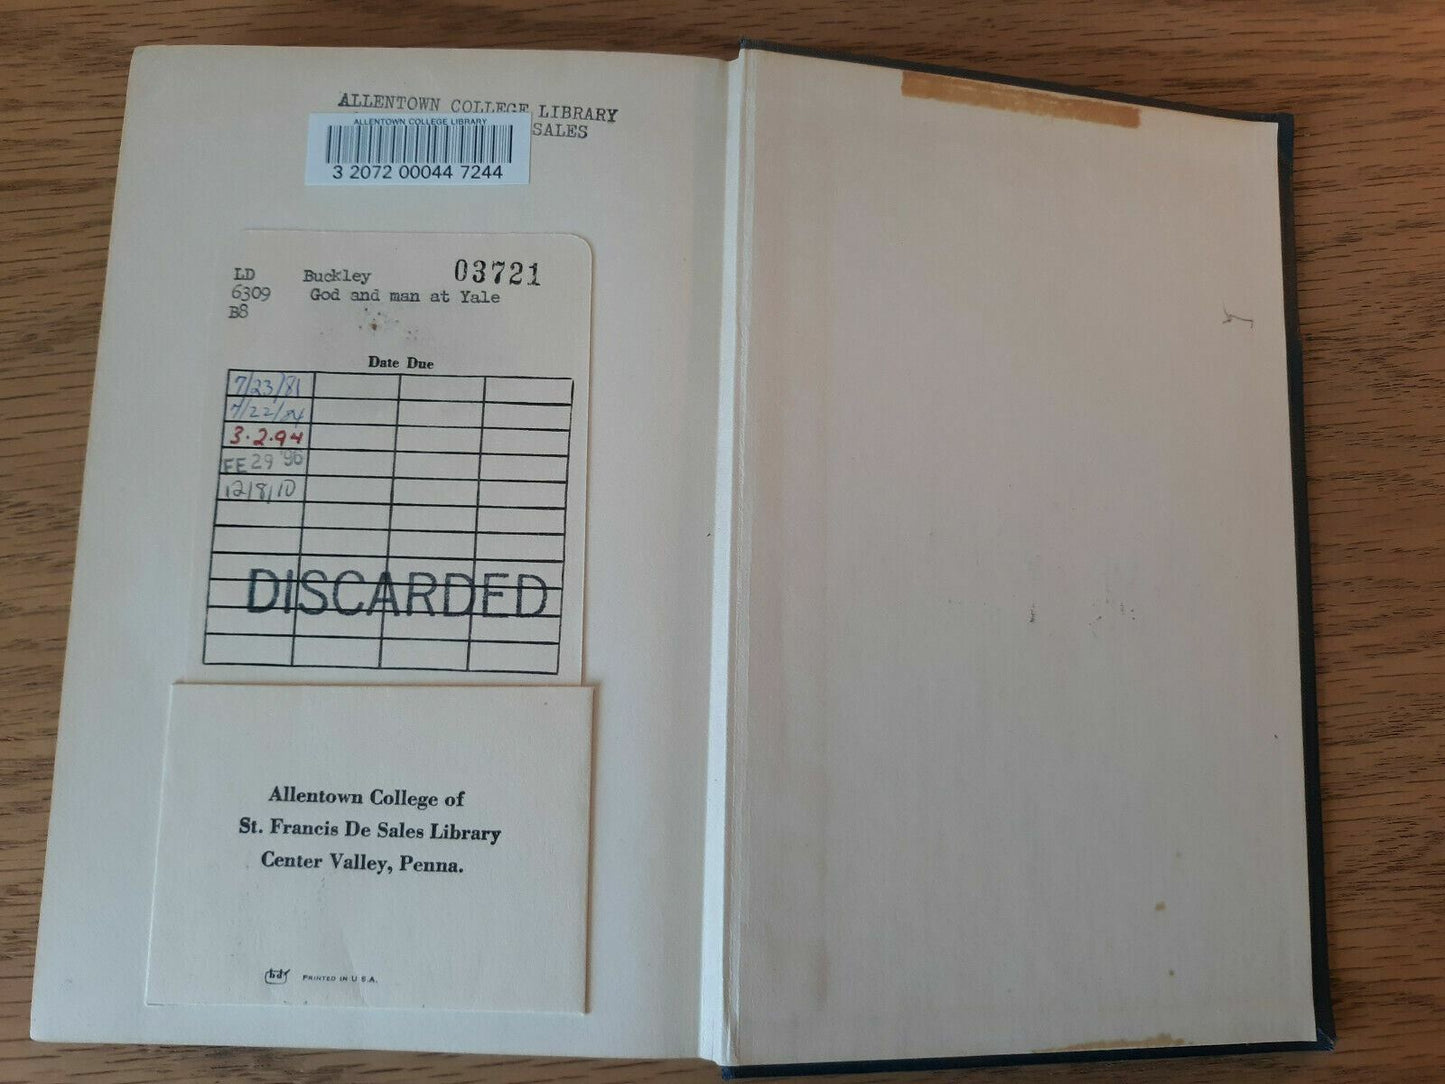 ALLENTOWN COLLEGE LIBRARY
SALES
ALLENTOWN COLLEGE LIBRARY
3 2072 00044 7244
LD Buckley 03721
6309 God and man at Yale
B8
Date Due
7/23/81
7/22/84
3·2·94
FE 29 '96
12/8/10
DISCARDED
Allentown College of
St. Francis De Sales Library
Center Valley, Penna.
bdy PRINTED IN U S A.